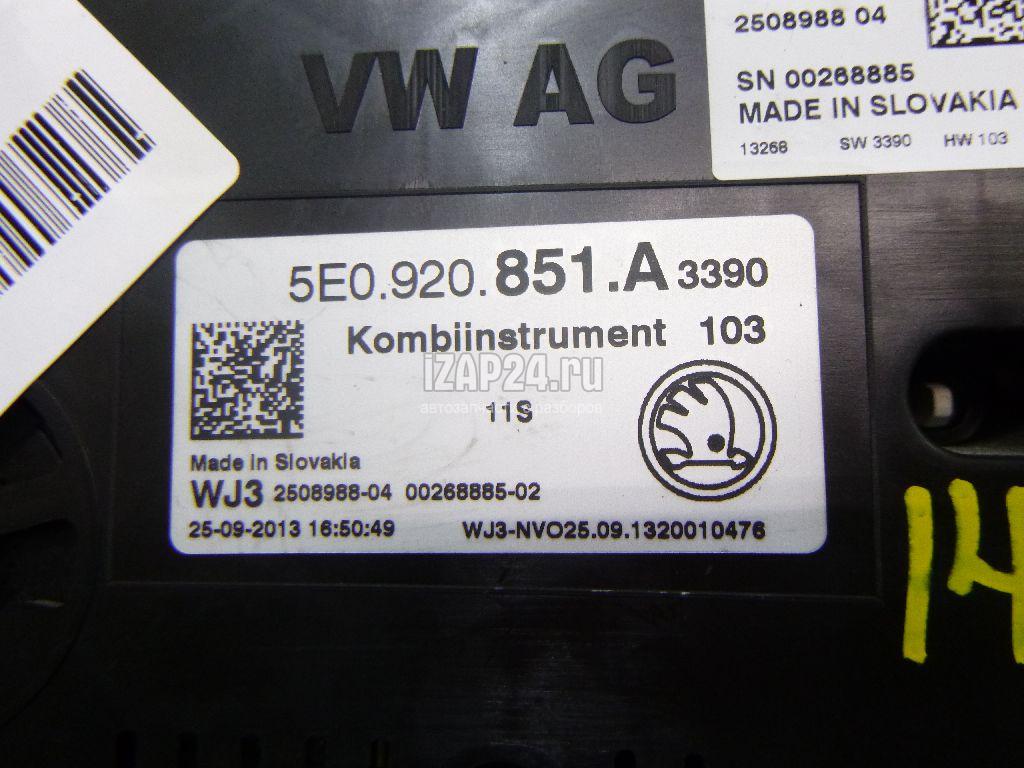 VW AG
2508988 04
SN 00268885
MADE IN SLOVAKIA
13268 SW 3390 HW 103
5E0.920.851.A 3390
Kombiinstrument 103
iZAP24.ru
11S
Made in Slovakia
WJ3 2508988-04 00268885-02
25-09-2013 16:50:49 WJ3-NVO25.09.1320010476
14